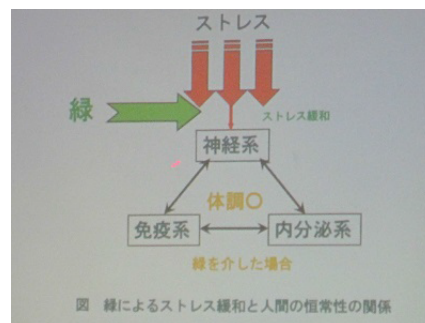 ストレス
緑
ストレス緩和
神経系
体調〇
免疫系
内分泌系
緑を介した場合
図 緑によるストレス緩和と人間の恒常性の関係